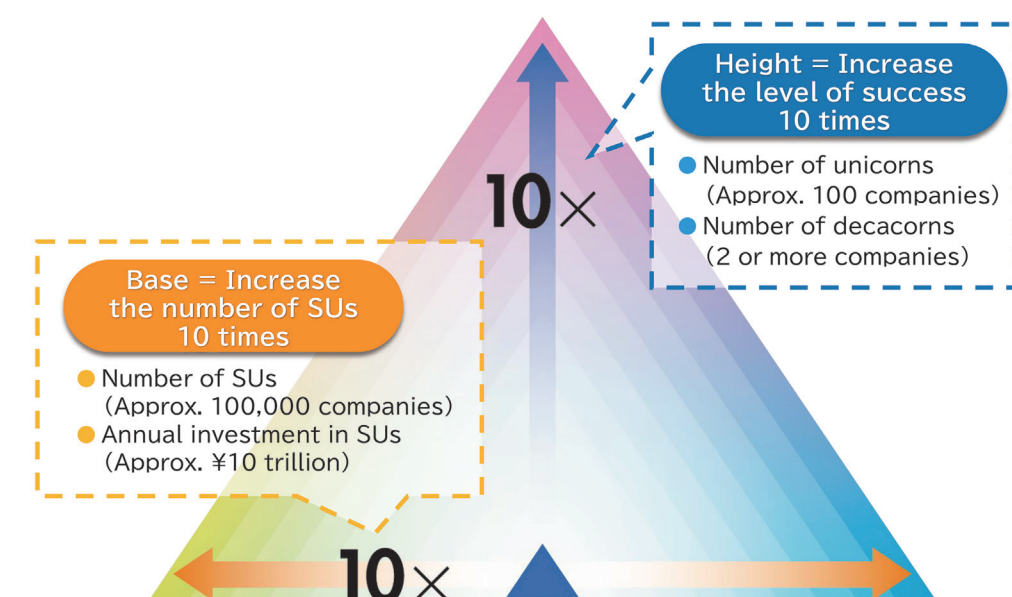 Height = Increase
the level of success
10 times
● Number of unicorns
(Approx. 100 companies)
● Number of decacorns
(2 or more companies)
10×
Base = Increase
the number of SUs
10 times
● Number of SUs
(Approx. 100,000 companies)
● Annual investment in SUs
(Approx. ¥10 trillion)
10×